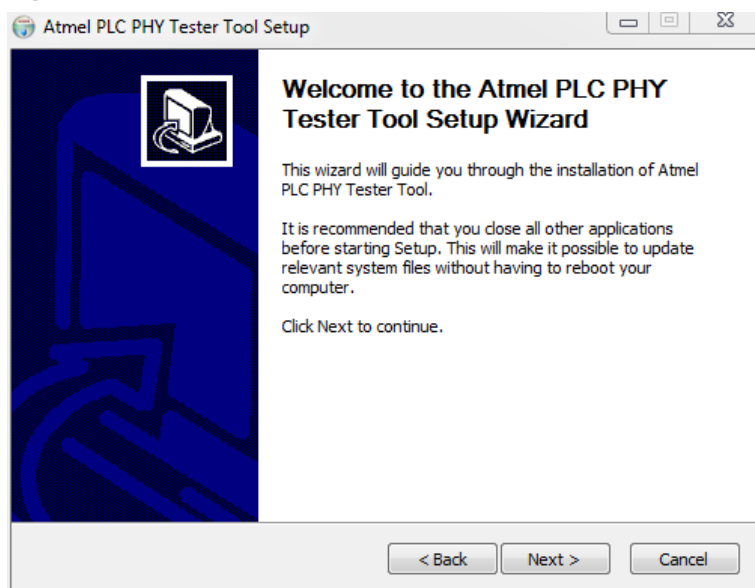 Atmel PLC PHY Tester Tool Setup
Welcome to the Atmel PLC PHY
Tester Tool Setup Wizard
This wizard will guide you through the installation of Atmel
PLC PHY Tester Tool.
It is recommended that you close all other applications
before starting Setup. This will make it possible to update
relevant system files without having to reboot your
computer.
Click Next to continue.
< Back Next > Cancel